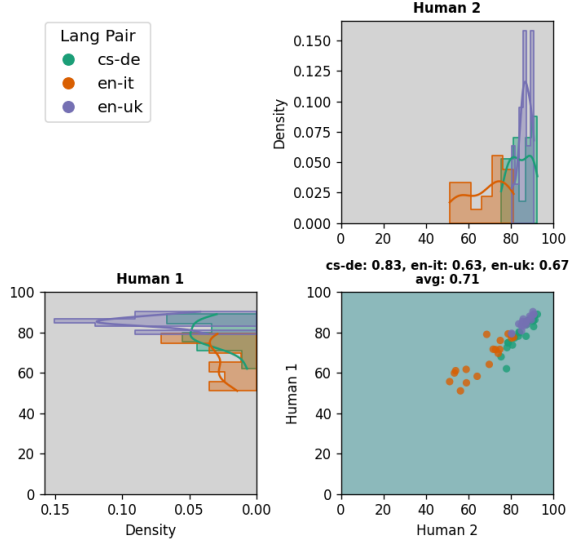 Lang Pair
cs-de
en-it
en-uk
Human 2
0.150
0.125
0.100
0.075
0.050
0.025
0.000
Density
0 20 40 60 80 100
Human 1
100
80
60
40
20
0
0.15 0.10 0.05 0.00
Density
cs-de: 0.83, en-it: 0.63, en-uk: 0.67
avg: 0.71
100
80
60
40
20
0
Human 1
0 20 40 60 80 100
Human 2